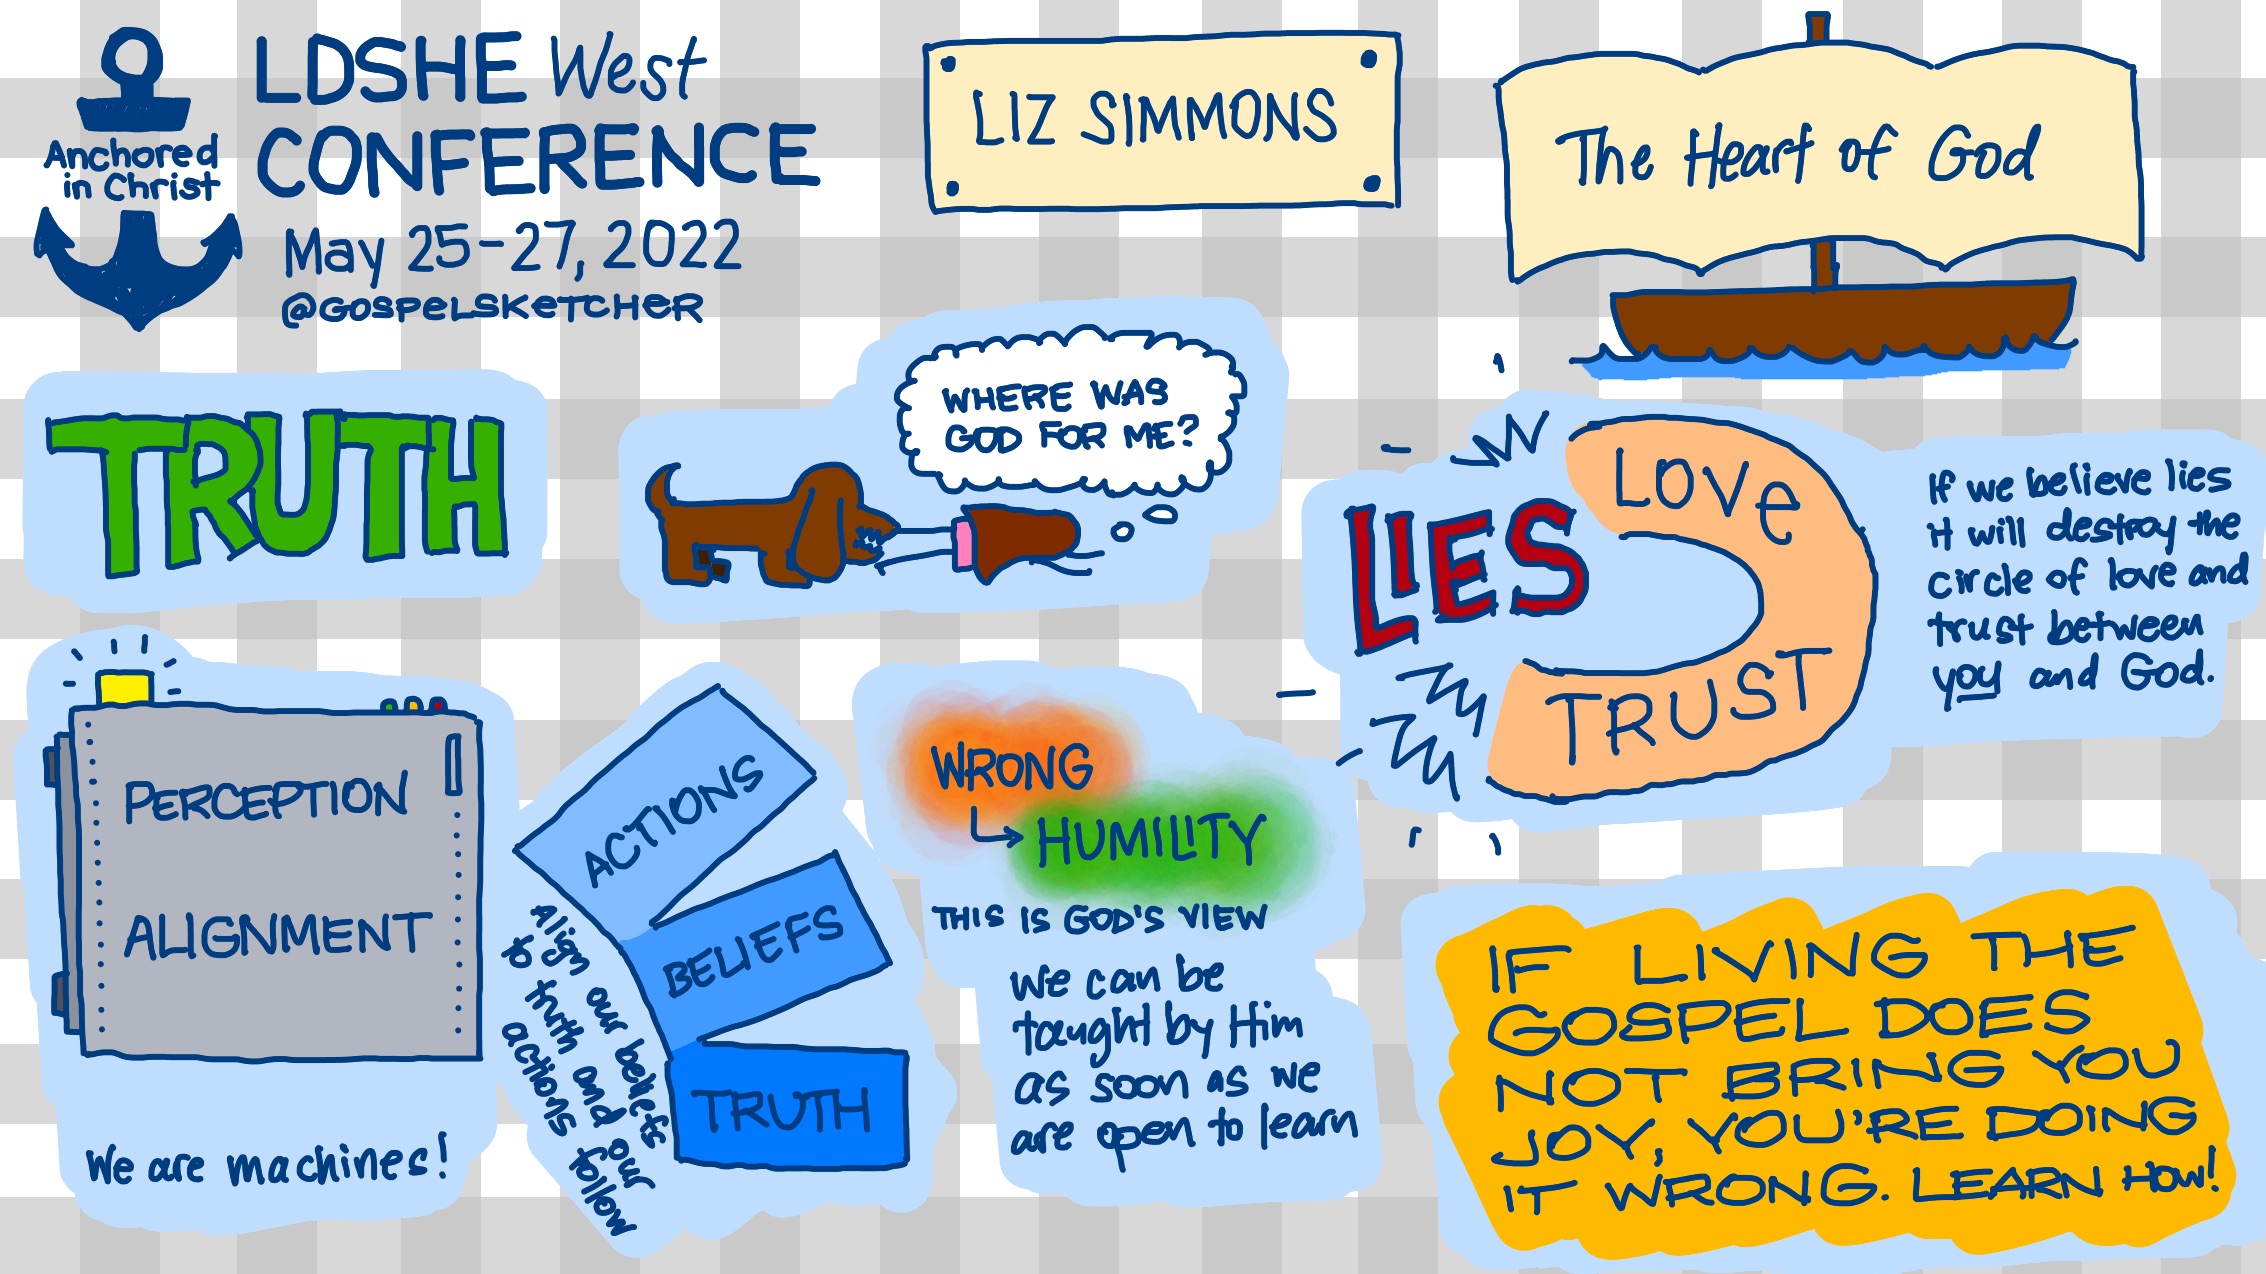 Anchored
in Christ
LDSHE West
CONFERENCE
May 25-27, 2022
@GOSPELSKETCHER
LIZ SIMMONS
The Heart of God
TRUTH
WHERE WAS
GOD FOR ME?
LIES
LOVe
TRUST
If we believe lies
it will destroy the
circle of love and
trust between
you and God.
PERCEPTION
ALIGNMENT
We are machines!
ACTIONS
BELIEFS
TRUTH
Align our beliefs
to truth and our
actions follow
WRONG
HUMILITY
THIS IS GOD'S VIEW
We can be
taught by Him
as soon as we
are open to learn
IF LIVING THE
GOSPEL DOES
NOT BRING YOU
JOY, YOU'RE DOING
IT WRONG. LEARN HOW!